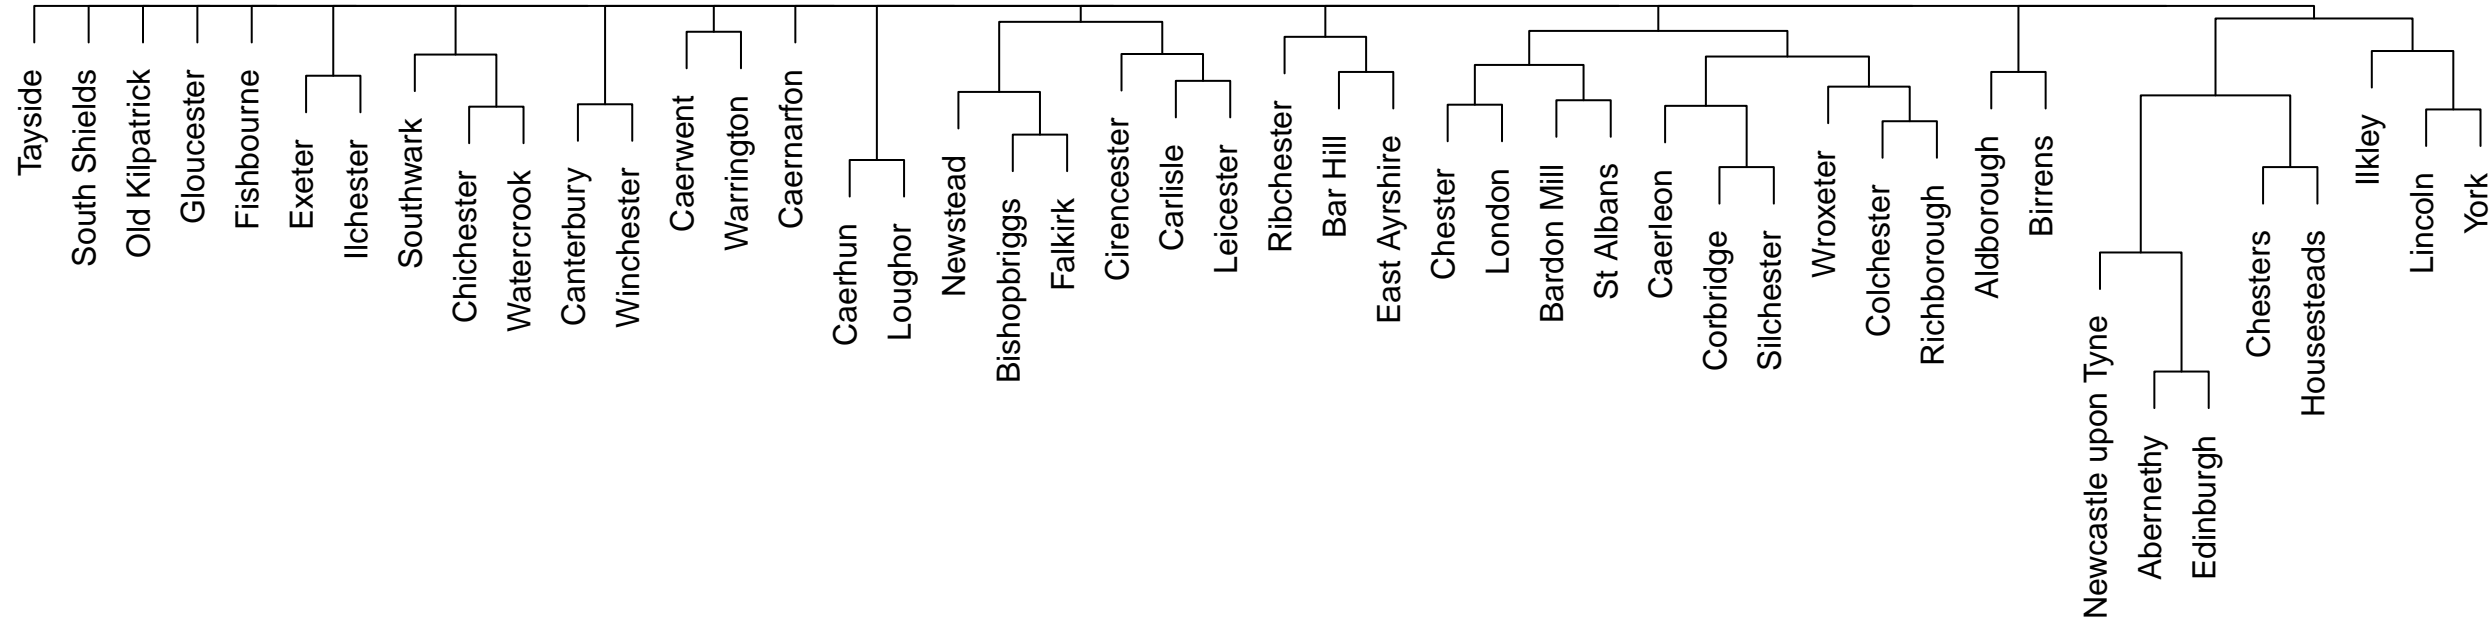 Tayside
South Shields
Old Kilpatrick
Gloucester
Fishbourne
Exeter
Ilchester
Southwark
Chichester
Watercrook
Canterbury
Winchester
Caerwent
Warrington
Caernarfon
Caerhun
Loughor
Newstead
Bishopbriggs
Falkirk
Cirencester
Carlisle
Leicester
Ribchester
Bar Hill
East Ayrshire
Chester
London
Bardon Mill
St Albans
Caerleon
Corbridge
Silchester
Wroxeter
Colchester
Richborough
Aldborough
Birrens
Newcastle upon Tyne
Abernethy
Edinburgh
Chesters
Housesteads
Ilkley
Lincoln
York